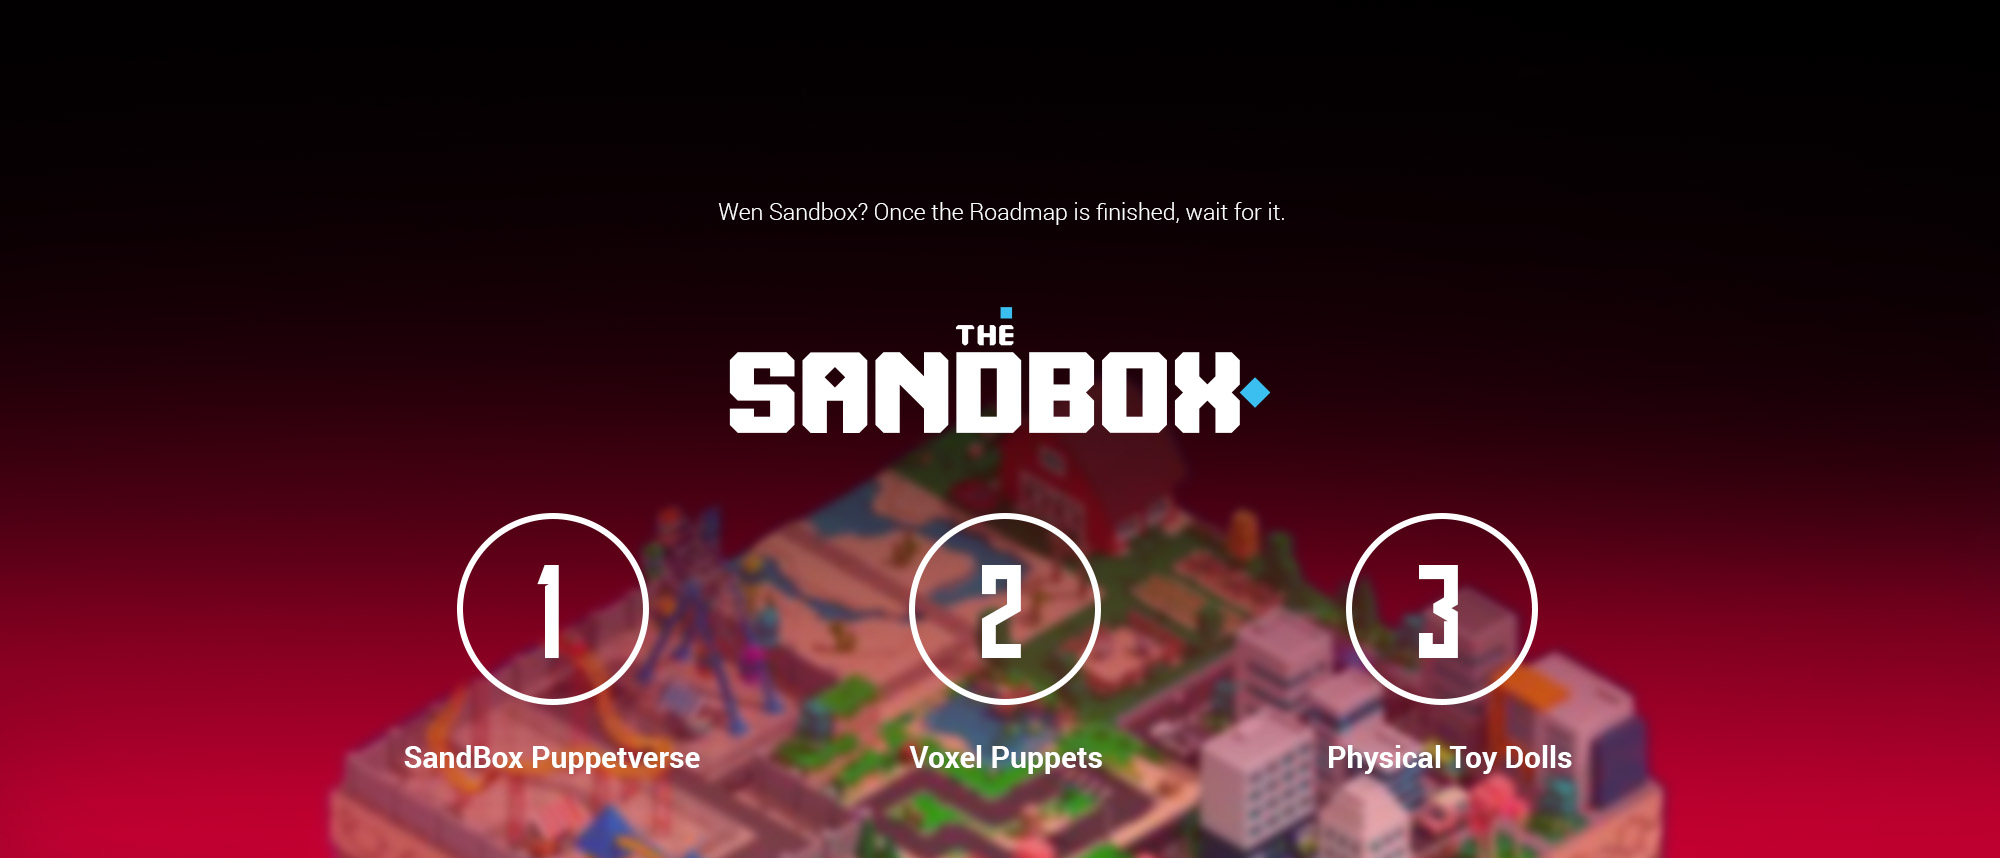 Wen Sandbox? Once the Roadmap is finished, wait for it.
THE
SANDBOX
1
2
3
SandBox Puppetverse
Voxel Puppets
Physical Toy Dolls